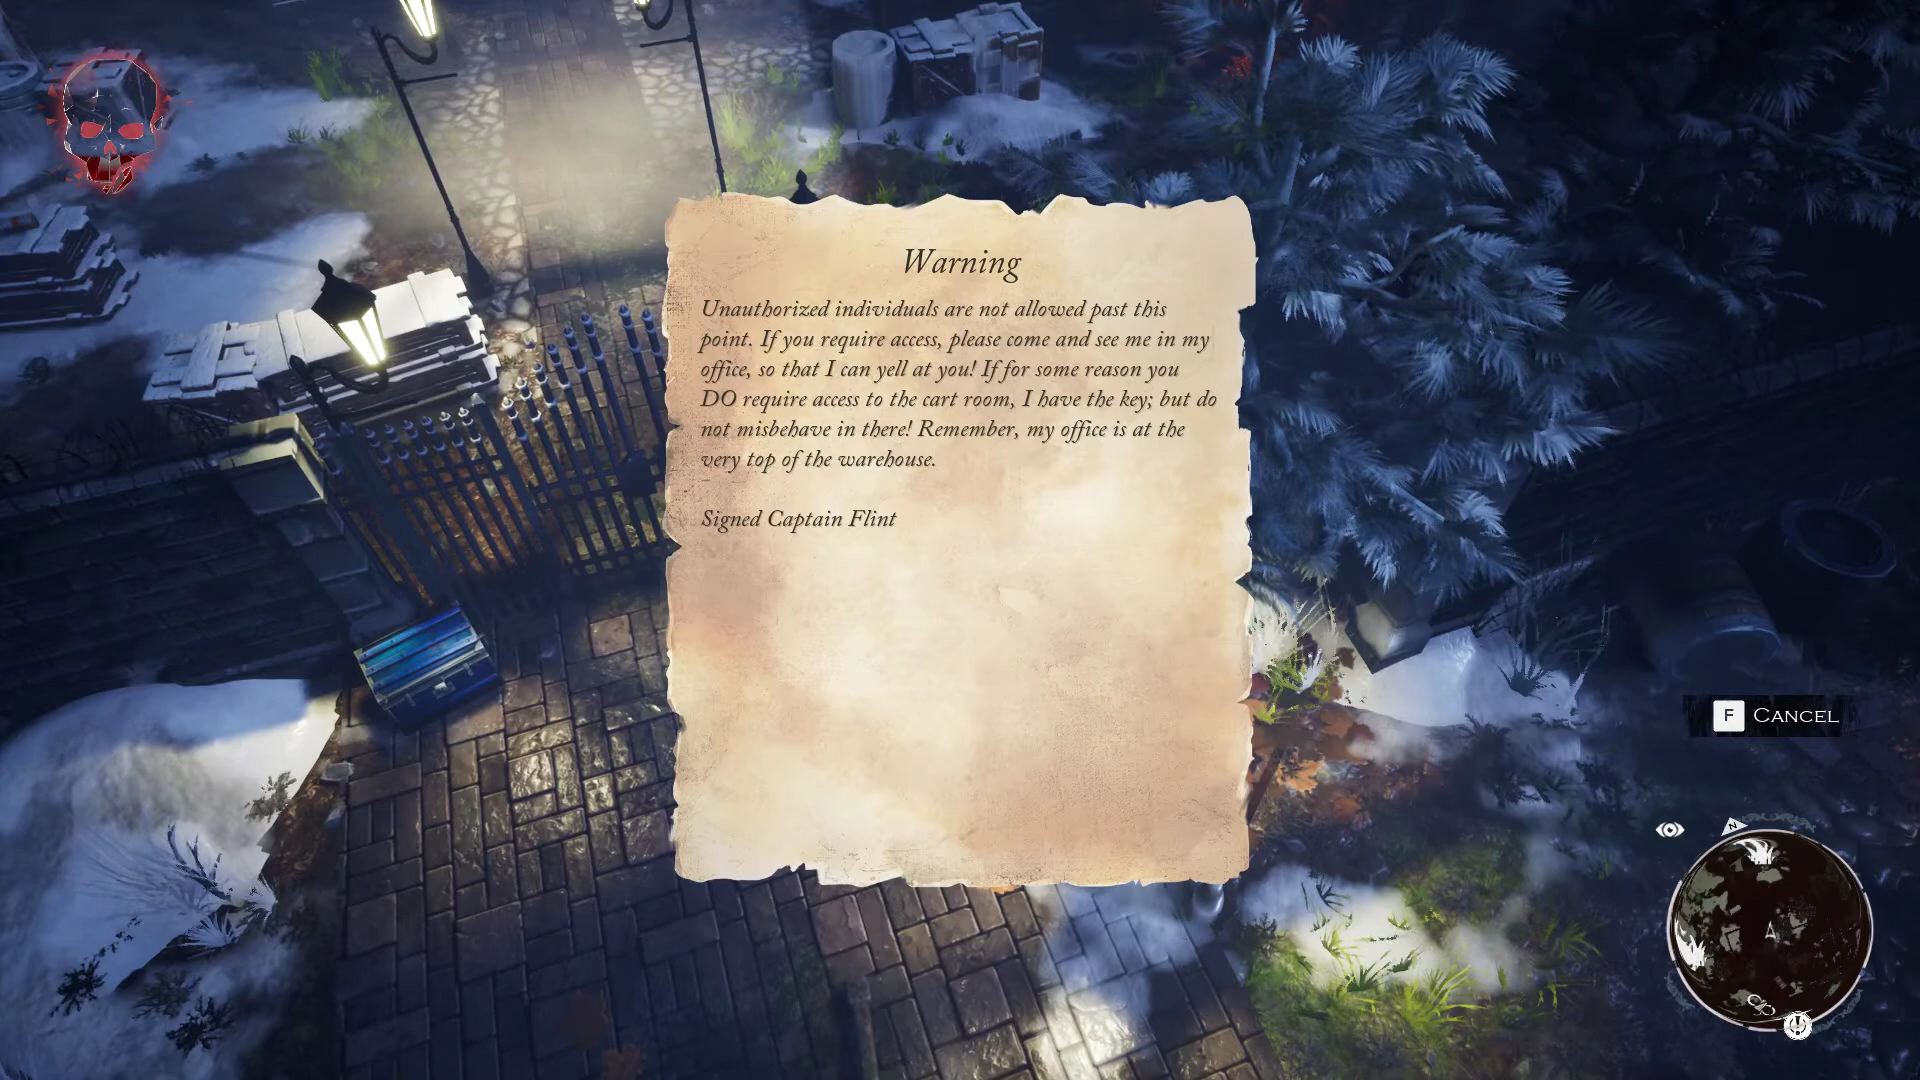 Warning
Unauthorized individuals are not allowed past this
point. If you require access, please come and see me in my
office, so that I can yell at you! If for some reason you
DO require access to the cart room, I have the key; but do
not misbehave in there! Remember, my office is at the
very top of the warehouse.
Signed Captain Flint
F CANCEL
N